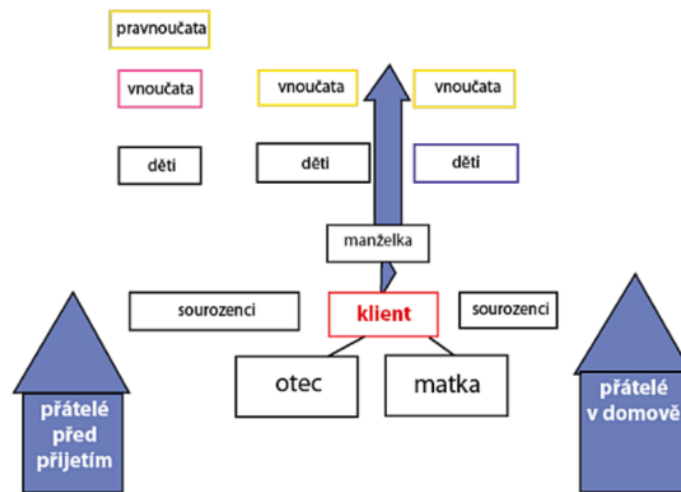 pravnoučata
vnoučata
vnoučata
vnoučata
děti
děti
děti
manželka
sourozenci
klient
sourozenci
otec
matka
přátelé
před
přijetím
přátelé
v domově